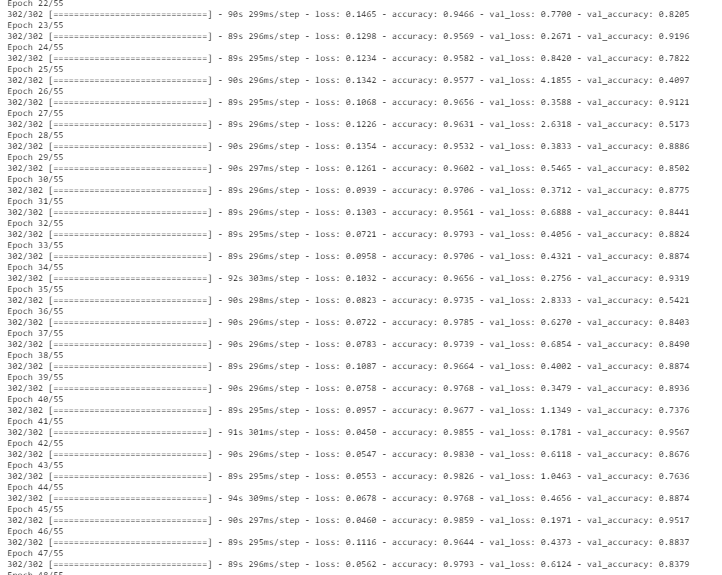 Epoch 22/55
302/302 [==============================] - 90s 299ms/step - loss: 0.1465 - accuracy: 0.9466 - val_loss: 0.7700 - val_accuracy: 0.8205
Epoch 23/55
302/302 [==============================] - 89s 296ms/step - loss: 0.1298 - accuracy: 0.9569 - val_loss: 0.2671 - val_accuracy: 0.9196
Epoch 24/55
302/302 [==============================] - 89s 295ms/step - loss: 0.1234 - accuracy: 0.9582 - val_loss: 0.8420 - val_accuracy: 0.7822
Epoch 25/55
302/302 [==============================] - 90s 296ms/step - loss: 0.1342 - accuracy: 0.9577 - val_loss: 4.1855 - val_accuracy: 0.4097
Epoch 26/55
302/302 [==============================] - 89s 295ms/step - loss: 0.1068 - accuracy: 0.9656 - val_loss: 0.3588 - val_accuracy: 0.9121
Epoch 27/55
302/302 [==============================] - 89s 296ms/step - loss: 0.1226 - accuracy: 0.9631 - val_loss: 2.6318 - val_accuracy: 0.5173
Epoch 28/55
302/302 [==============================] - 90s 296ms/step - loss: 0.1354 - accuracy: 0.9532 - val_loss: 0.3833 - val_accuracy: 0.8886
Epoch 29/55
302/302 [==============================] - 90s 297ms/step - loss: 0.1261 - accuracy: 0.9602 - val_loss: 0.5465 - val_accuracy: 0.8502
Epoch 30/55
302/302 [==============================] - 89s 296ms/step - loss: 0.0939 - accuracy: 0.9706 - val_loss: 0.3712 - val_accuracy: 0.8775
Epoch 31/55
302/302 [==============================] - 89s 296ms/step - loss: 0.1303 - accuracy: 0.9561 - val_loss: 0.6888 - val_accuracy: 0.8441
Epoch 32/55
302/302 [==============================] - 89s 295ms/step - loss: 0.0721 - accuracy: 0.9793 - val_loss: 0.4056 - val_accuracy: 0.8824
Epoch 33/55
302/302 [==============================] - 89s 296ms/step - loss: 0.0958 - accuracy: 0.9706 - val_loss: 0.4321 - val_accuracy: 0.8874
Epoch 34/55
302/302 [==============================] - 92s 303ms/step - loss: 0.1032 - accuracy: 0.9656 - val_loss: 0.2756 - val_accuracy: 0.9319
Epoch 35/55
302/302 [==============================] - 90s 298ms/step - loss: 0.0823 - accuracy: 0.9735 - val_loss: 2.8333 - val_accuracy: 0.5421
Epoch 36/55
302/302 [==============================] - 90s 296ms/step - loss: 0.0722 - accuracy: 0.9785 - val_loss: 0.6270 - val_accuracy: 0.8403
Epoch 37/55
302/302 [==============================] - 90s 296ms/step - loss: 0.0783 - accuracy: 0.9739 - val_loss: 0.6854 - val_accuracy: 0.8490
Epoch 38/55
302/302 [==============================] - 89s 296ms/step - loss: 0.1087 - accuracy: 0.9664 - val_loss: 0.4002 - val_accuracy: 0.8874
Epoch 39/55
302/302 [==============================] - 90s 296ms/step - loss: 0.0758 - accuracy: 0.9768 - val_loss: 0.3479 - val_accuracy: 0.8936
Epoch 40/55
302/302 [==============================] - 89s 295ms/step - loss: 0.0957 - accuracy: 0.9677 - val_loss: 1.1349 - val_accuracy: 0.7376
Epoch 41/55
302/302 [==============================] - 91s 301ms/step - loss: 0.0450 - accuracy: 0.9855 - val_loss: 0.1781 - val_accuracy: 0.9567
Epoch 42/55
302/302 [==============================] - 90s 296ms/step - loss: 0.0547 - accuracy: 0.9830 - val_loss: 0.6118 - val_accuracy: 0.8676
Epoch 43/55
302/302 [==============================] - 89s 295ms/step - loss: 0.0553 - accuracy: 0.9826 - val_loss: 1.0463 - val_accuracy: 0.7636
Epoch 44/55
302/302 [==============================] - 94s 309ms/step - loss: 0.0678 - accuracy: 0.9768 - val_loss: 0.4656 - val_accuracy: 0.8874
Epoch 45/55
302/302 [==============================] - 90s 297ms/step - loss: 0.0460 - accuracy: 0.9859 - val_loss: 0.1971 - val_accuracy: 0.9517
Epoch 46/55
302/302 [==============================] - 89s 295ms/step - loss: 0.1116 - accuracy: 0.9644 - val_loss: 0.4373 - val_accuracy: 0.8837
Epoch 47/55
302/302 [==============================] - 89s 295ms/step - loss: 0.0562 - accuracy: 0.9793 - val_loss: 0.6124 - val_accuracy: 0.8379
Epoch 48/55